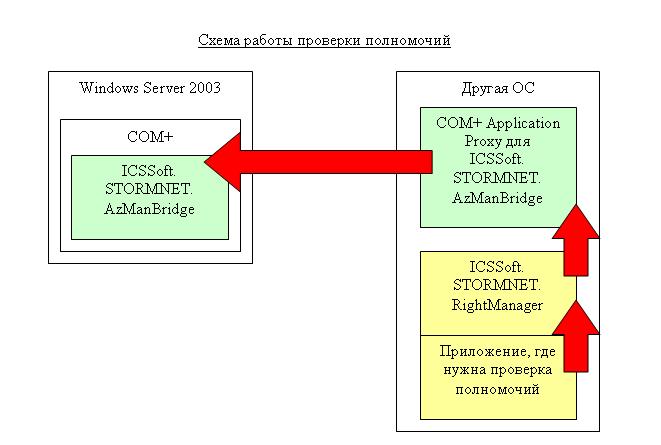 Схема работы проверки полномочий
Windows Server 2003
COM+
ICSSoft.
STORMNET.
AzManBridge
Другая ОС
COM+ Application
Proxy для
ICSSoft.
STORMNET.
AzManBridge
ICSSoft.
STORMNET.
RightManager
Приложение, где
нужна проверка
полномочий